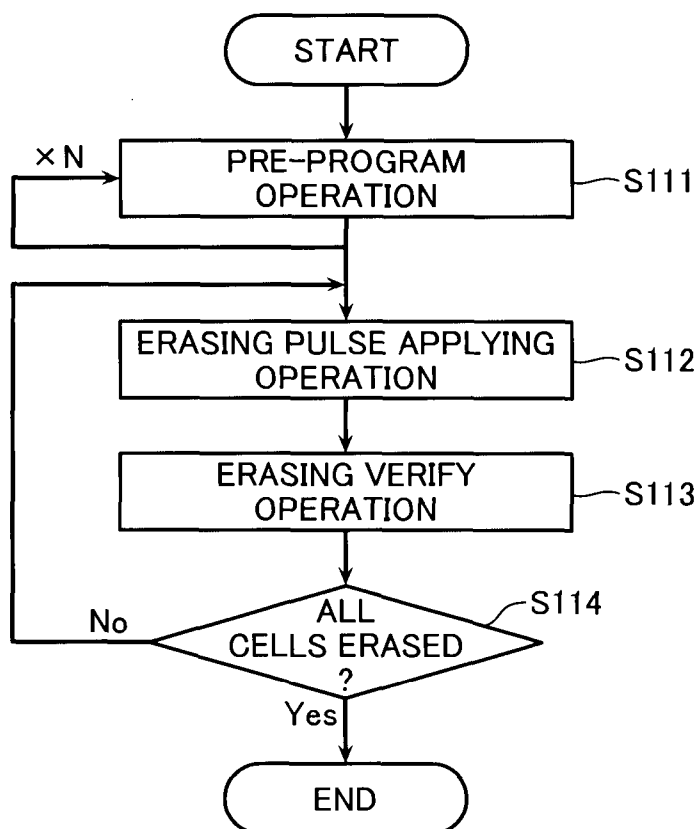 START
×N
PRE-PROGRAM
OPERATION
S111
ERASING PULSE APPLYING
OPERATION
S112
ERASING VERIFY
OPERATION
S113
S114
ALL
CELLS ERASED
?
No
Yes
END